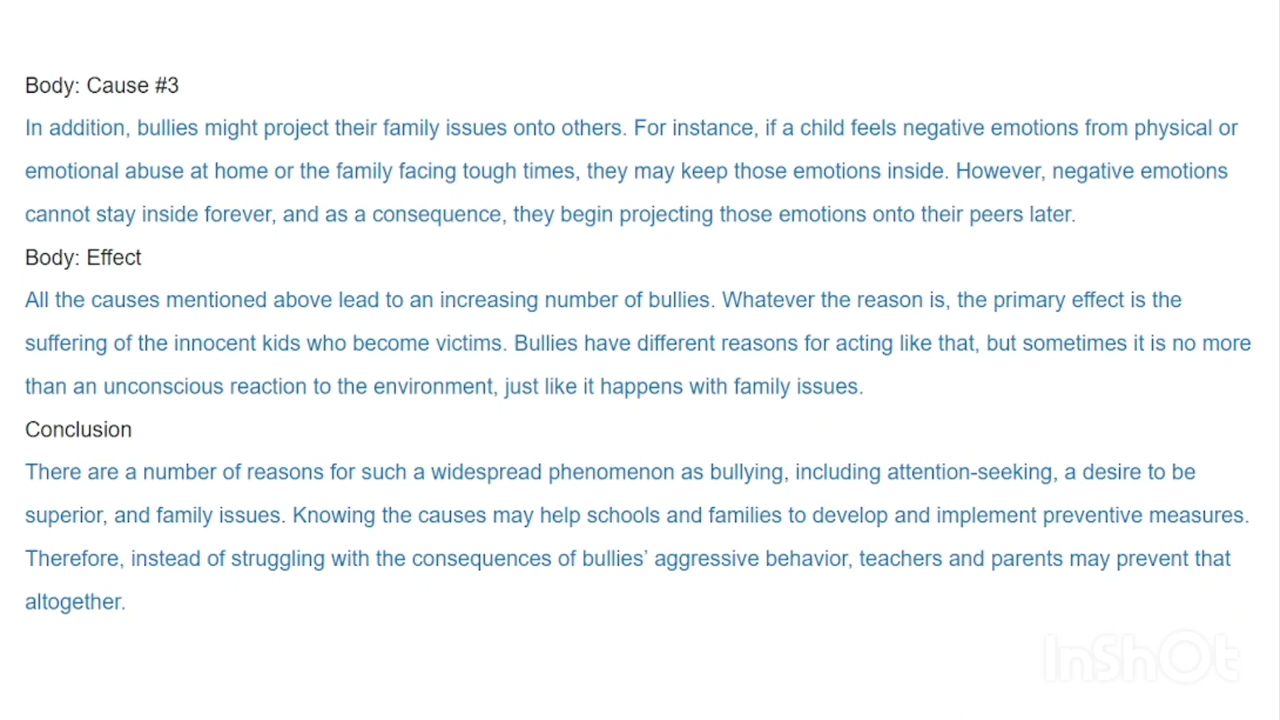 Body: Cause #3
In addition, bullies might project their family issues onto others. For instance, if a child feels negative emotions from physical or
emotional abuse at home or the family facing tough times, they may keep those emotions inside. However, negative emotions
cannot stay inside forever, and as a consequence, they begin projecting those emotions onto their peers later.
Body: Effect
All the causes mentioned above lead to an increasing number of bullies. Whatever the reason is, the primary effect is the
suffering of the innocent kids who become victims. Bullies have different reasons for acting like that, but sometimes it is no more
than an unconscious reaction to the environment, just like it happens with family issues.
Conclusion
There are a number of reasons for such a widespread phenomenon as bullying, including attention-seeking, a desire to be
superior, and family issues. Knowing the causes may help schools and families to develop and implement preventive measures.
Therefore, instead of struggling with the consequences of bullies’ aggressive behavior, teachers and parents may prevent that
altogether.
InShOt